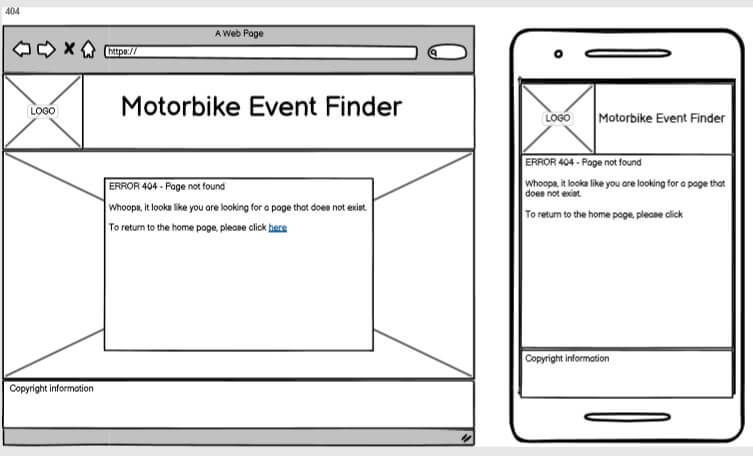 404
A Web Page
https://
LOGO
Motorbike Event Finder
ERROR 404 - Page not found
Whoops, it looks like you are looking for a page that does not exist.
To return to the home page, please click here
Copyright information
LOGO
Motorbike Event Finder
ERROR 404 - Page not found
Whoops, it looks like you are looking for a page that
does not exist.
To return to the home page, please click
Copyright information